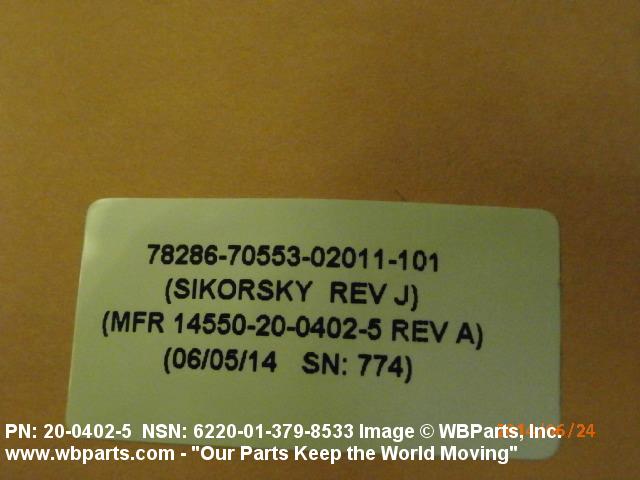 78286-70553-02011-101
(SIKORSKY REV J)
(MFR 14550-20-0402-5 REV A)
(06/05/14 SN: 774)
PN: 20-0402-5 NSN: 6220-01-379-8533 Image © WBParts, Inc.
www.wbparts.com - "Our Parts Keep the World Moving"